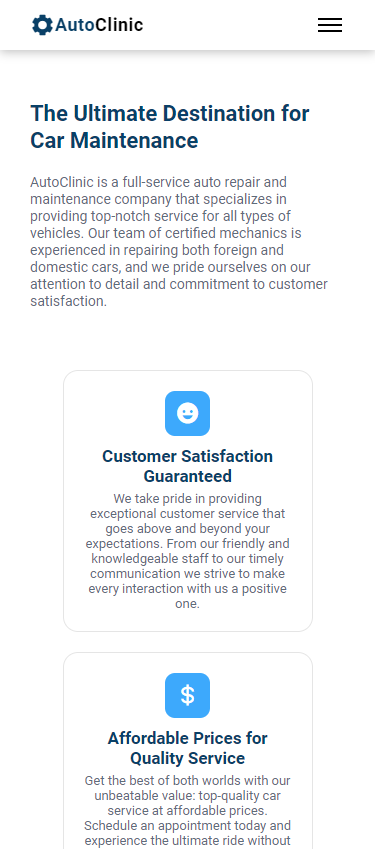 AutoClinic
The Ultimate Destination for
Car Maintenance
AutoClinic is a full-service auto repair and
maintenance company that specializes in
providing top-notch service for all types of
vehicles. Our team of certified mechanics is
experienced in repairing both foreign and
domestic cars, and we pride ourselves on our
attention to detail and commitment to customer
satisfaction.
Customer Satisfaction
Guaranteed
We take pride in providing
exceptional customer service that
goes above and beyond your
expectations. From our friendly and
knowledgeable staff to our timely
communication we strive to make
every interaction with us a positive
one.
$
Affordable Prices for
Quality Service
Get the best of both worlds with our
unbeatable value: top-quality car
service at affordable prices.
Schedule an appointment today and
experience the ultimate ride without